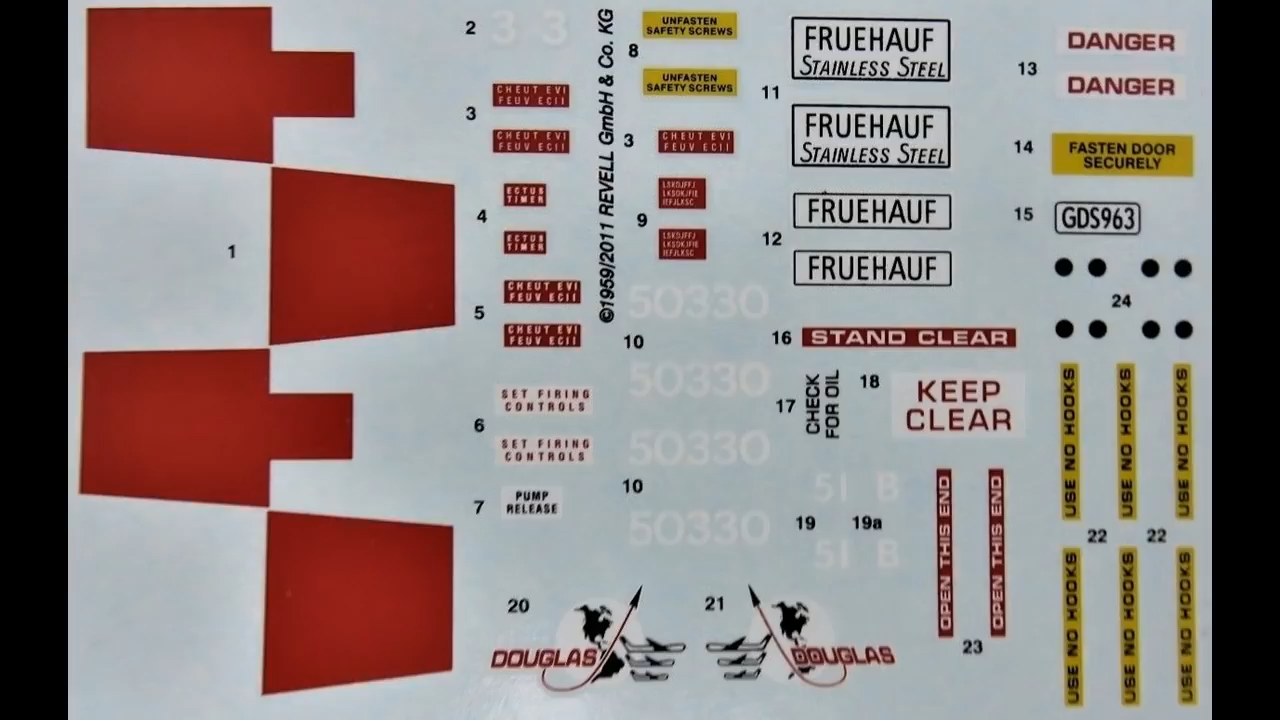 1
2
3 3
3
CHEUT EVI
FEUV ECII
CHEUT EVI
FEUV ECII
4
ECTUS
TIMER
ECTUS
TIMER
5
CHEUT EVI
FEUV ECII
CHEUT EVI
FEUV ECII
6
SET FIRING
CONTROLS
SET FIRING
CONTROLS
7
PUMP
RELEASE
©1959/2011 REVELL GmbH & Co. KG
8
UNFASTEN
SAFETY SCREWS
UNFASTEN
SAFETY SCREWS
3
CHEUT EVI
FEUV ECII
9
50330
10
50330
50330
10
50330
11
FRUEHAUF
STAINLESS STEEL
FRUEHAUF
STAINLESS STEEL
12
FRUEHAUF
FRUEHAUF
13
DANGER
DANGER
14
FASTEN DOOR
SECURELY
15
GDS963
24
16
STAND CLEAR
17
CHECK
FOR OIL
18
KEEP
CLEAR
51 B
19
19a
51 B
20
DOUGLAS
21
DOUGLAS
OPEN THIS END
OPEN THIS END
23
USE NO HOOKS
USE NO HOOKS
USE NO HOOKS
22
22
USE NO HOOKS
USE NO HOOKS
USE NO HOOKS